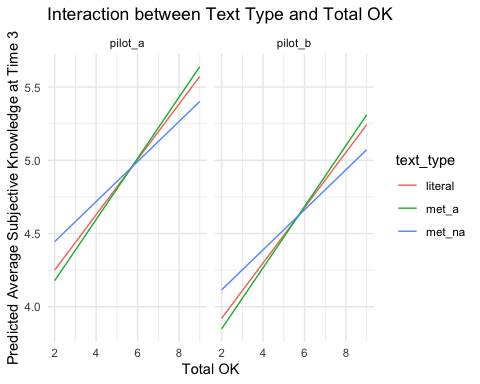 Interaction between Text Type and Total OK
pilot_a
pilot_b
Predicted Average Subjective Knowledge at Time 3
5.5
5.0
4.5
4.0
2 4 6 8
2 4 6 8
Total OK
text_type
literal
met_a
met_na